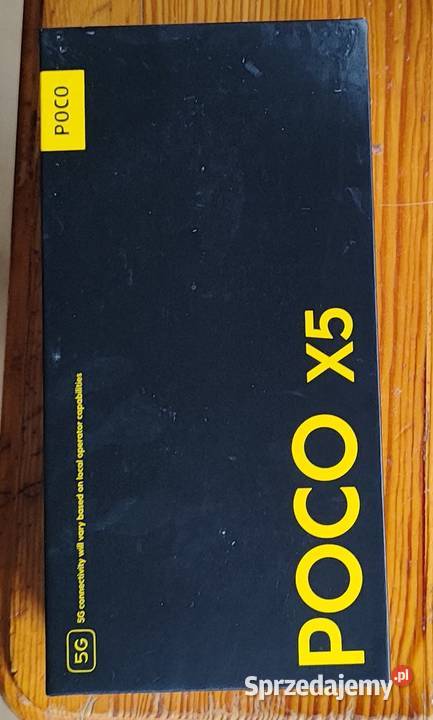 POCO
POCO X5
5G
5G connectivity will vary based on local operator capabilities
Sprzedajemy.pl